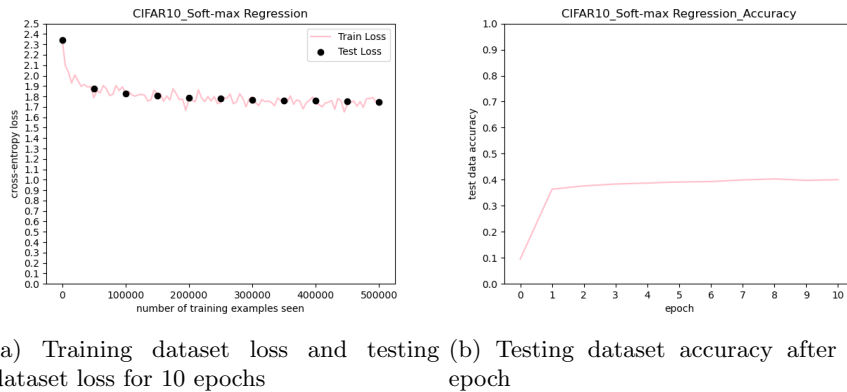 CIFAR10_Soft-max Regression
2.5
2.4
2.3
2.2
2.1
2.0
1.9
1.8
1.7
1.6
1.5
1.4
1.3
1.2
1.1
1.0
0.9
0.8
0.7
0.6
0.5
0.4
0.3
0.2
0.1
0.0
cross-entropy loss
Train Loss
Test Loss
0 100000 200000 300000 400000 500000
number of training examples seen
CIFAR10_Soft-max Regression_Accuracy
1.0
0.9
0.8
0.7
0.6
0.5
0.4
0.3
0.2
0.1
0.0
test data accuracy
0 1 2 3 4 5 6 7 8 9 10
epoch
a) Training dataset loss and testing
dataset loss for 10 epochs
(b) Testing dataset accuracy after
epoch